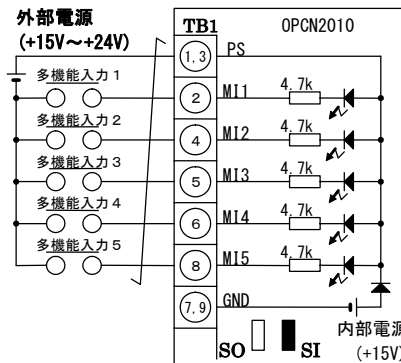 外部電源
(+15V～+24V)
TB1
OPCN2010
1,3
PS
多機能入力1
2
MI1
4.7k
多機能入力2
4
MI2
4.7k
多機能入力3
5
MI3
4.7k
多機能入力4
6
MI4
4.7k
多機能入力5
8
MI5
4.7k
7,9
GND
SO
SI
内部電源
(+15V)